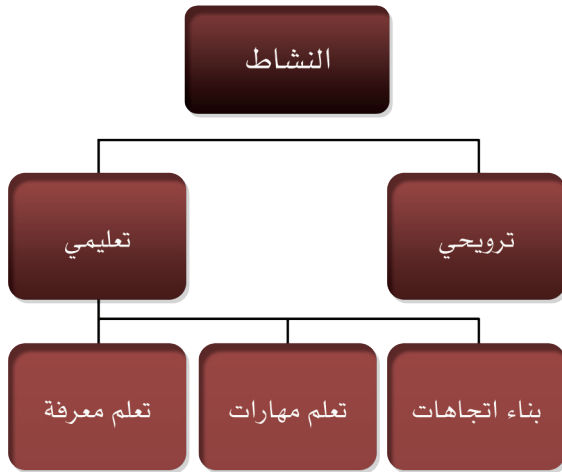 النشاط
ترويحي
تعليمي
بناء اتجاهات
تعلم مهارات
تعلم معرفة